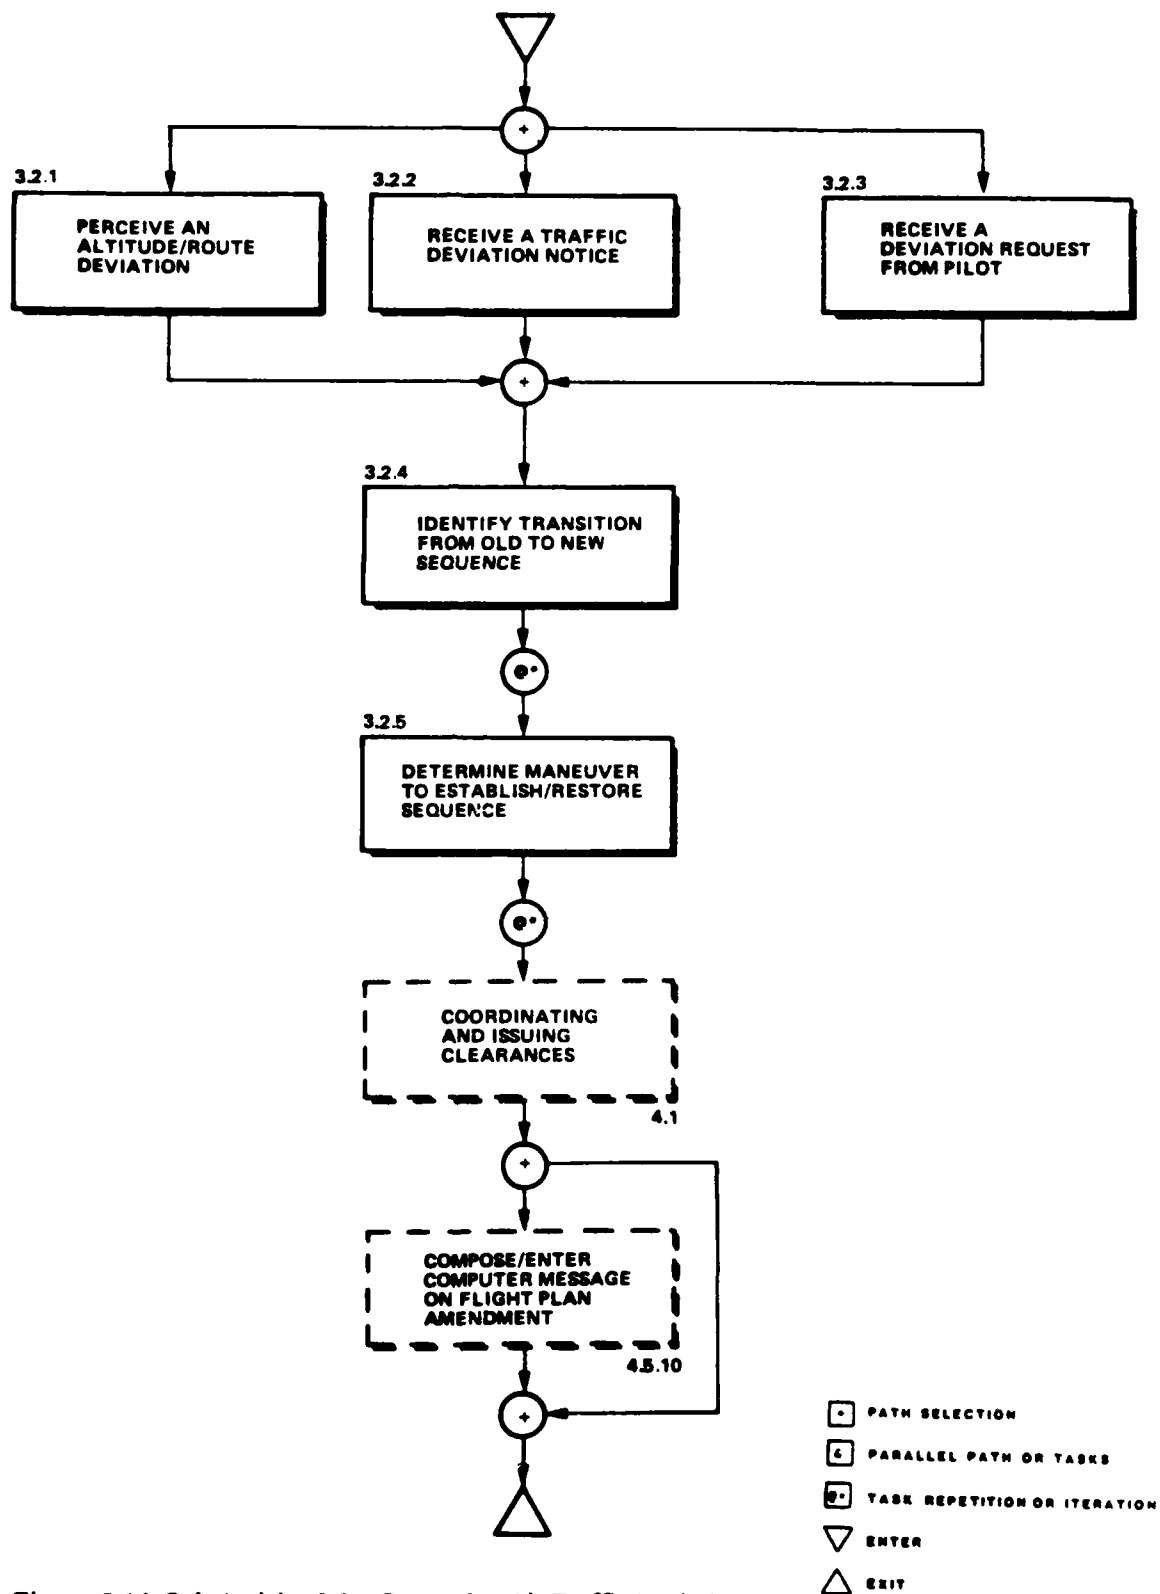 3.2.1
PERCEIVE AN
ALTITUDE/ROUTE
DEVIATION
3.2.2
RECEIVE A TRAFFIC
DEVIATION NOTICE
3.2.3
RECEIVE A
DEVIATION REQUEST
FROM PILOT
+
+
3.2.4
IDENTIFY TRANSITION
FROM OLD TO NEW
SEQUENCE
@*
3.2.5
DETERMINE MANEUVER
TO ESTABLISH/RESTORE
SEQUENCE
@*
COORDINATING
AND ISSUING
CLEARANCES
4.1
+
COMPOSE/ENTER
COMPUTER MESSAGE
ON FLIGHT PLAN
AMENDMENT
4.5.10
+
+ PATH SELECTION
& PARALLEL PATH OR TASKS
@* TASK REPETITION OR ITERATION
ENTER
EXIT